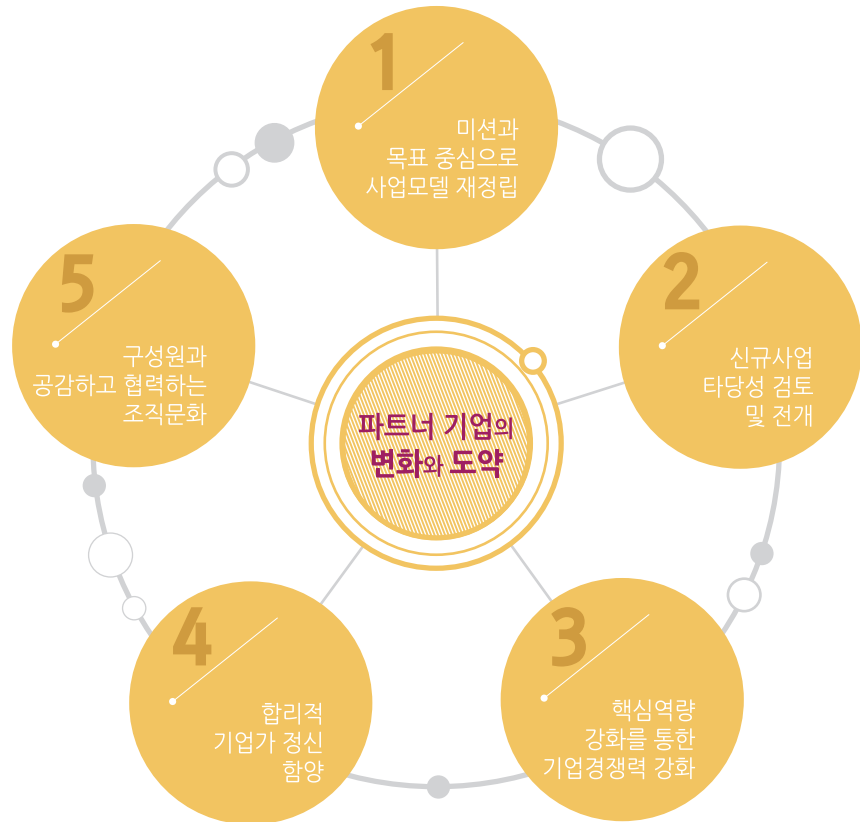 1
미션과
목표 중심으로
사업모델 재정립
2
신규사업
타당성 검토
및 전개
3
핵심역량
강화를 통한
기업경쟁력 강화
4
합리적
기업가 정신
함양
5
구성원과
공감하고 협력하는
조직문화
파트너 기업의
변화와 도약